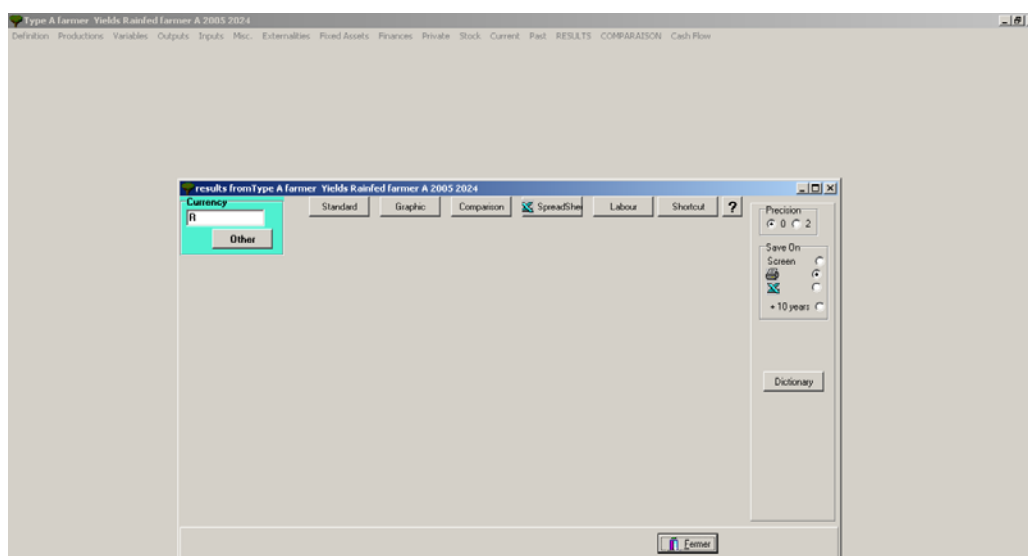 Type A farmer Yields Rainfed farmer A 2005 2024
Definition Productions Variables Outputs Inputs Misc. Externalities Fixed Assets Finances Private Stock Current Past RESULTS COMPARAISON Cash Flow
results fromType A farmer Yields Rainfed farmer A 2005 2024
Currency
R
Other
Standard Graphic Comparison SpreadShe Labour Shortcut ?
Precision
0 2
Save On
Screen
+ 10 years
Dictionary
Fermer